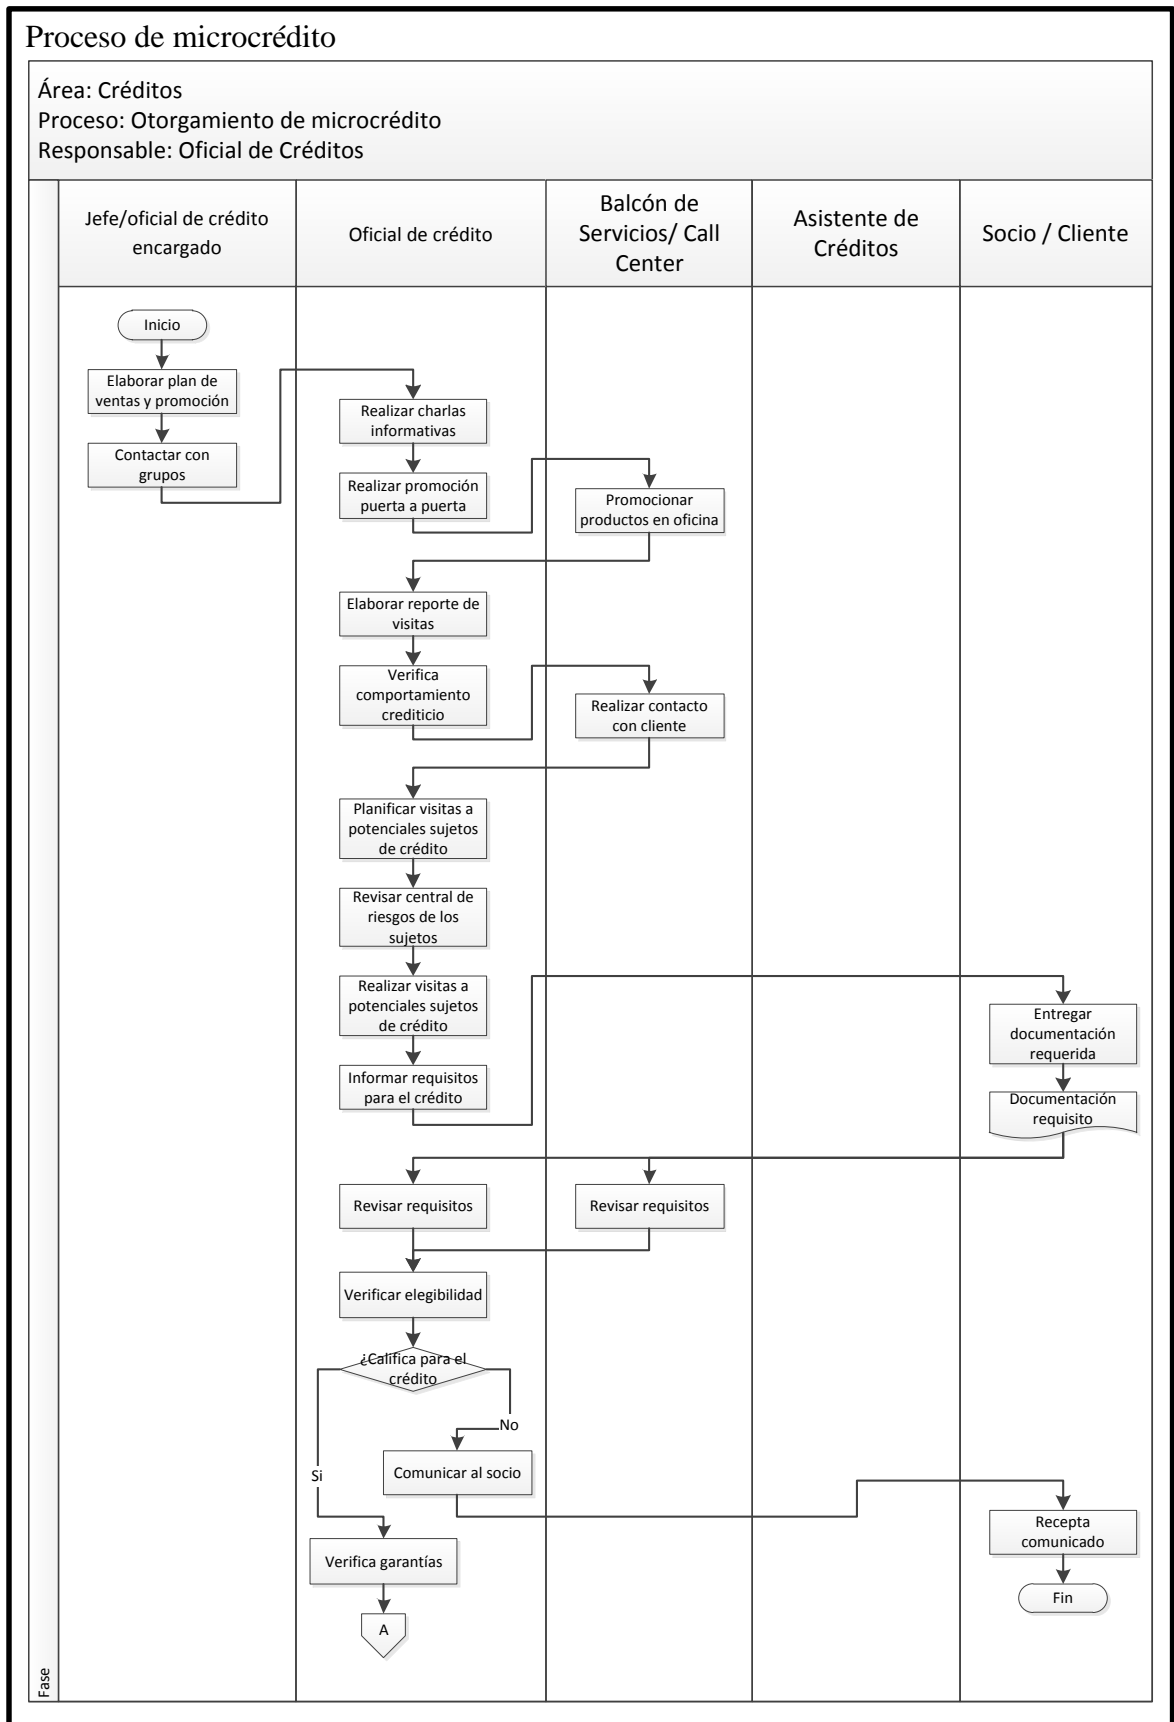 Proceso de microcrédito
Área: Créditos
Proceso: Otorgamiento de microcrédito
Responsable: Oficial de Créditos
Jefe/oficial de crédito
encargado
Oficial de crédito
Balcón de
Servicios/ Call
Center
Asistente de
Créditos
Socio / Cliente
Inicio
Elaborar plan de
ventas y promoción
Contactar con
grupos
Realizar charlas
informativas
Realizar promoción
puerta a puerta
Promocionar
productos en oficina
Elaborar reporte de
visitas
Verifica
comportamiento
crediticio
Realizar contacto
con cliente
Planificar visitas a
potenciales sujetos
de crédito
Revisar central de
riesgos de los
sujetos
Realizar visitas a
potenciales sujetos
de crédito
Informar requisitos
para el crédito
Entregar
documentación
requerida
Documentación
requisito
Revisar requisitos
Revisar requisitos
Verificar elegibilidad
¿Califica para el
crédito
No
Si
Comunicar al socio
Verifica garantías
A
Recepta
comunicado
Fin
Fase